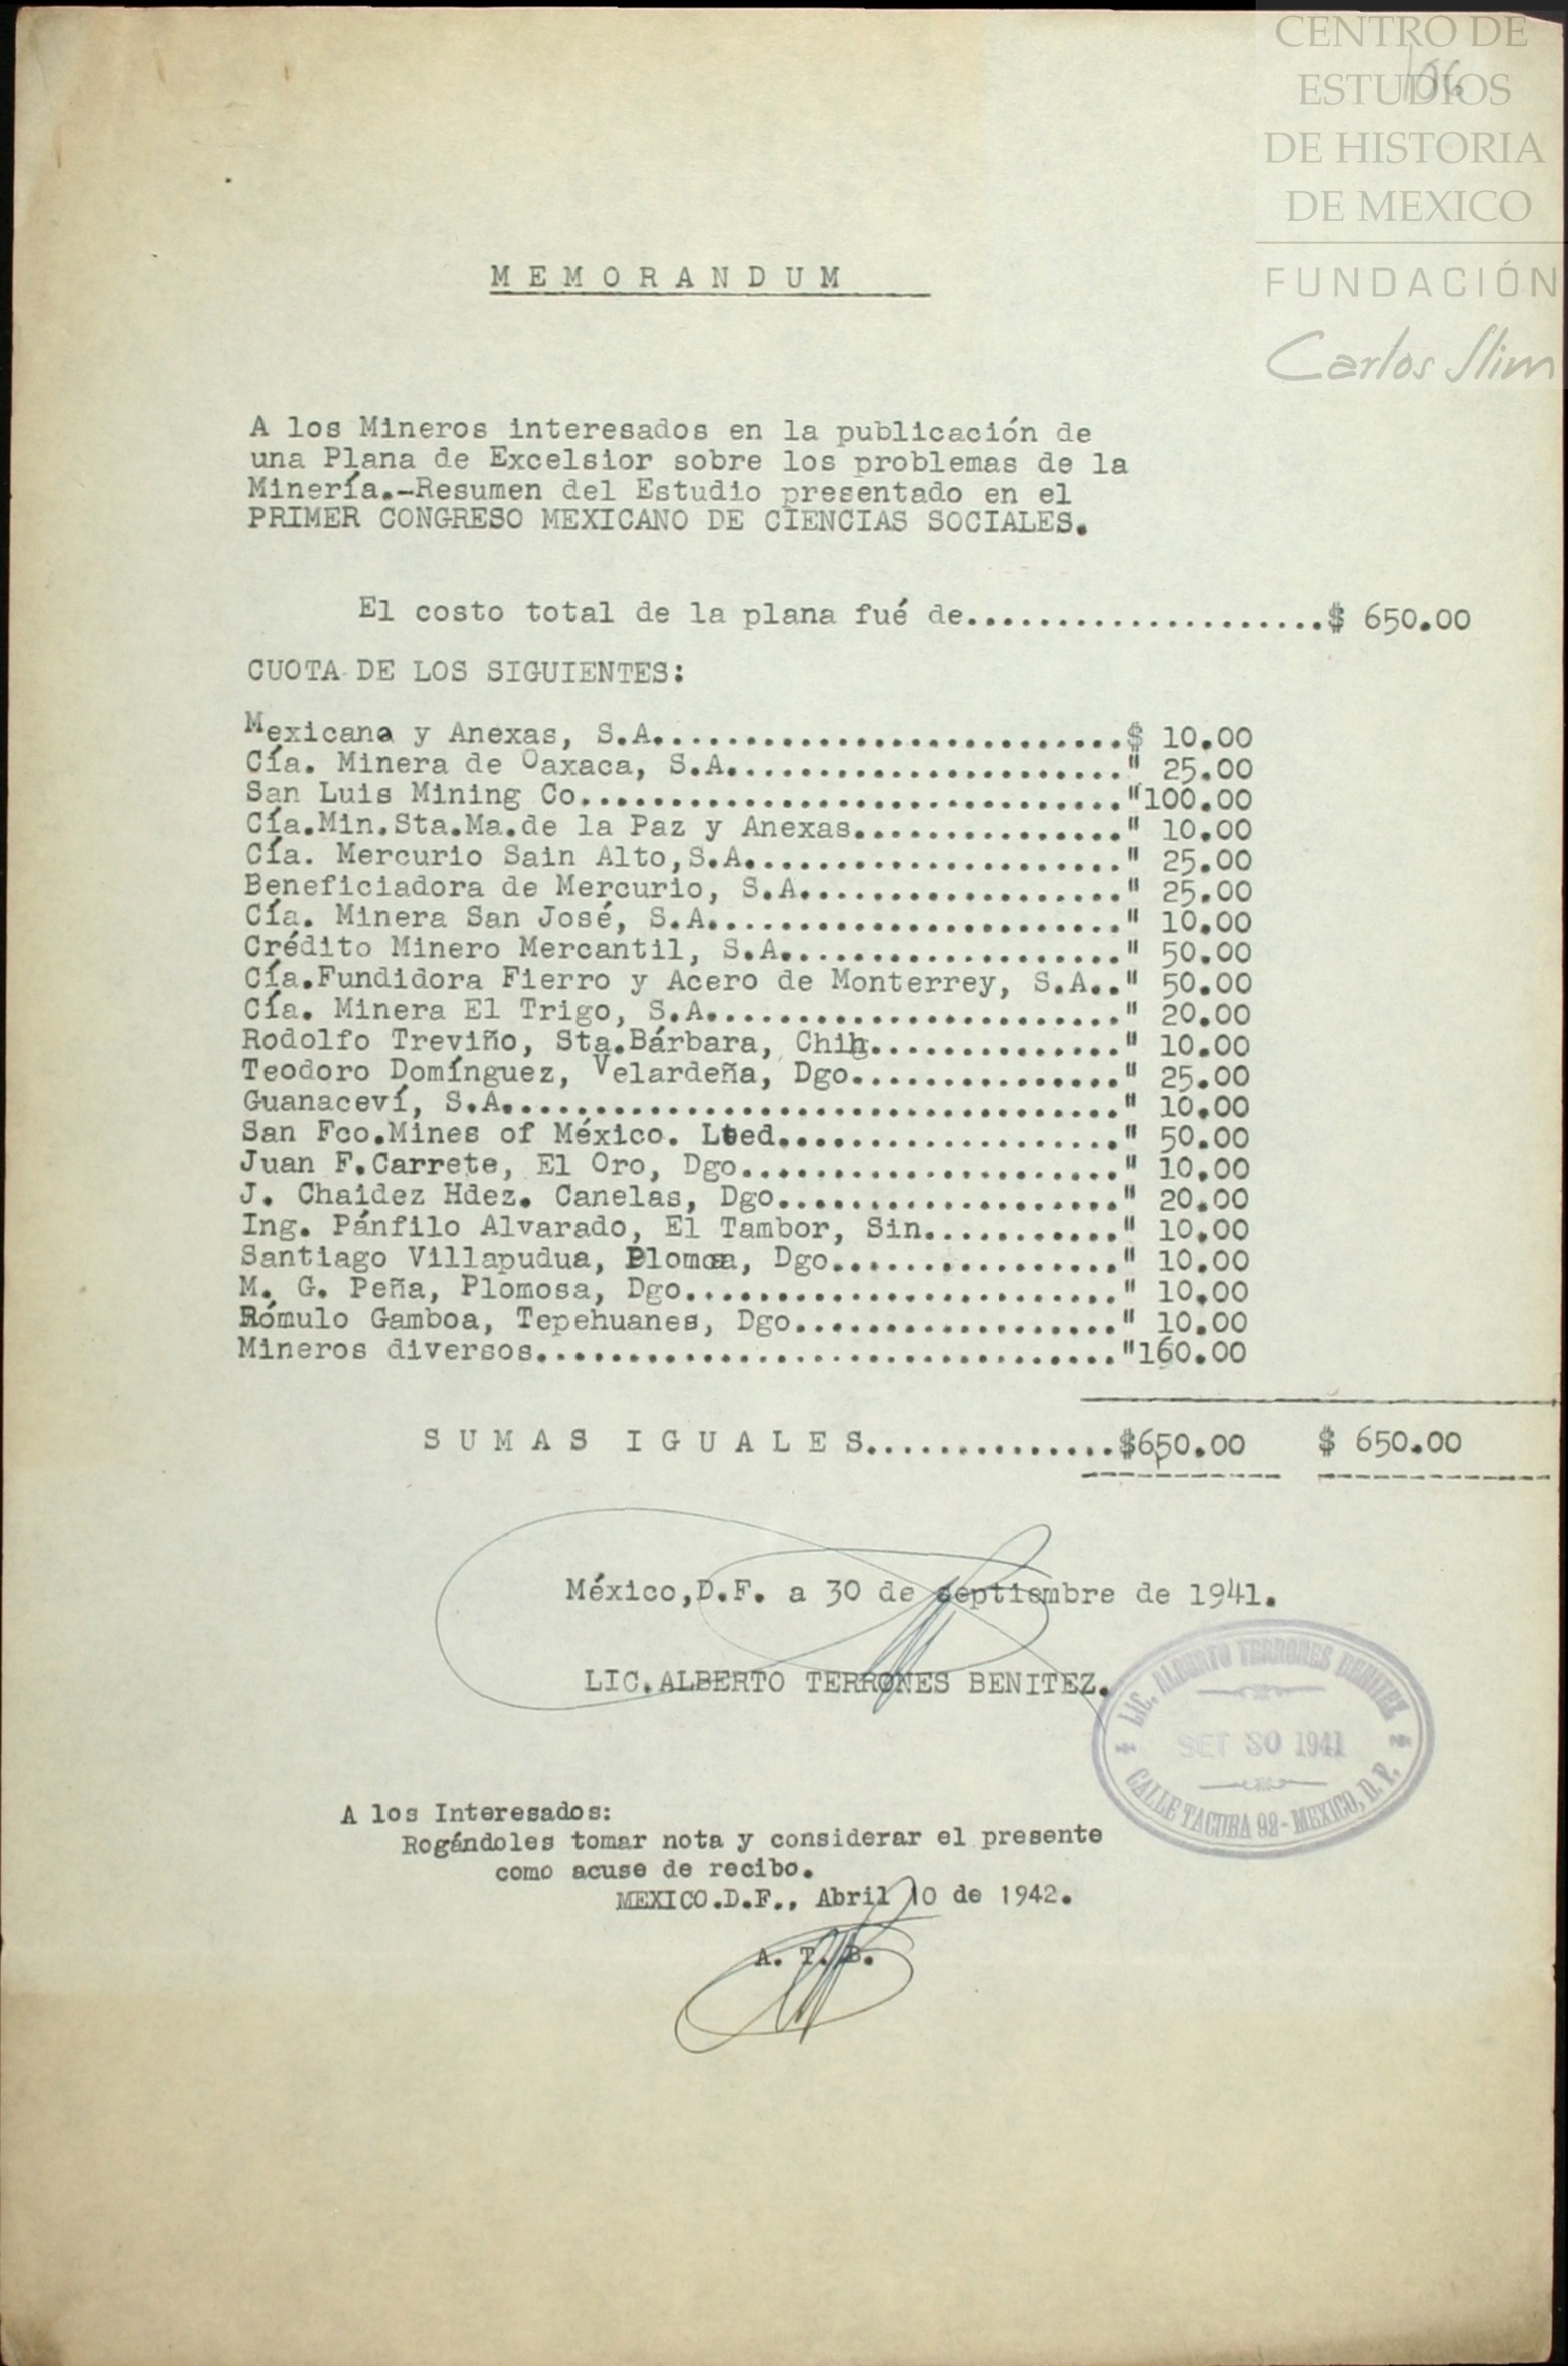 CENTRO DE
ESTUDIOS
DE HISTORIA
DE MEXICO
FUNDACIÓN
Carlos Slim
106
MEMORANDUM
A los Mineros interesados en la publicación de
una Plana de Excelsior sobre los problemas de la
Minería.-Resumen del Estudio presentado en el
PRIMER CONGRESO MEXICANO DE CIENCIAS SOCIALES.
El costo total de la plana fué de....................$ 650.00
CUOTA DE LOS SIGUIENTES:
Mexicana y Anexas, S.A..........................$ 10.00
Cía. Minera de Oaxaca, S.A......................" 25.00
San Luis Mining Co.............................."100.00
Cía.Min.Sta.Ma.de la Paz y Anexas..............." 10.00
Cía. Mercurio Sain Alto,S.A....................." 25.00
Beneficiadora de Mercurio, S.A.................." 25.00
Cía. Minera San José, S.A......................." 10.00
Crédito Minero Mercantil, S.A..................." 50.00
Cía.Fundidora Fierro y Acero de Monterrey, S.A.." 50.00
Cía. Minera El Trigo, S.A......................." 20.00
Rodolfo Treviño, Sta.Bárbara, Chih.............." 10.00
Teodoro Domínguez, Velardeña, Dgo..............." 25.00
Guanaceví, S.A.................................." 10.00
San Fco.Mines of México. Lted..................." 50.00
Juan F.Carrete, El Oro, Dgo....................." 10.00
J. Chaidez Hdez. Canelas, Dgo..................." 20.00
Ing. Pánfilo Alvarado, El Tambor, Sin..........." 10.00
Santiago Villapudua, Plomosa, Dgo................" 10.00
M. G. Peña, Plomosa, Dgo........................" 10.00
Rómulo Gamboa, Tepehuanes, Dgo.................." 10.00
Mineros diversos................................"160.00
SUMAS IGUALES..............$650.00 $ 650.00
México,D.F. a 30 de septiembre de 1941.
LIC.ALBERTO TERRONES BENITEZ.
LIC. ALBERTO TERRONES BENITEZ
SET 30 1941
CALLE TACUBA 92 - MEXICO, D. F.
A los Interesados:
Rogándoles tomar nota y considerar el presente
como acuse de recibo.
MEXICO.D.F., Abril 10 de 1942.
A. T. B.